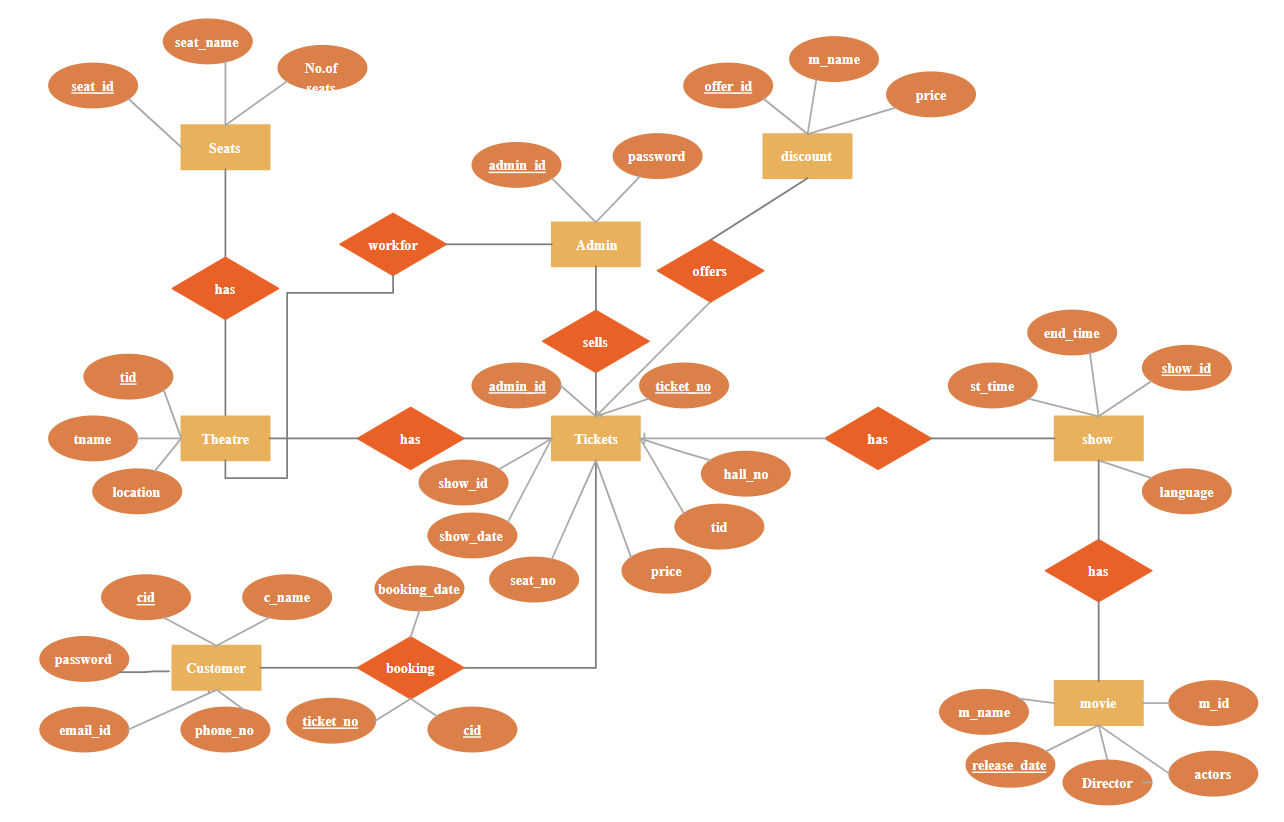 seat_name
No.of
seats
seat_id
Seats
m_name
offer_id
price
discount
admin_id
password
workfor
Admin
offers
has
sells
end_time
show_id
st_time
tid
tname
location
Theatre
has
admin_id
ticket_no
Tickets
has
show
show_id
hall_no
language
show_date
tid
seat_no
price
has
cid
c_name
booking_date
password
Customer
booking
email_id
phone_no
ticket_no
cid
m_name
movie
m_id
release_date
Director
actors